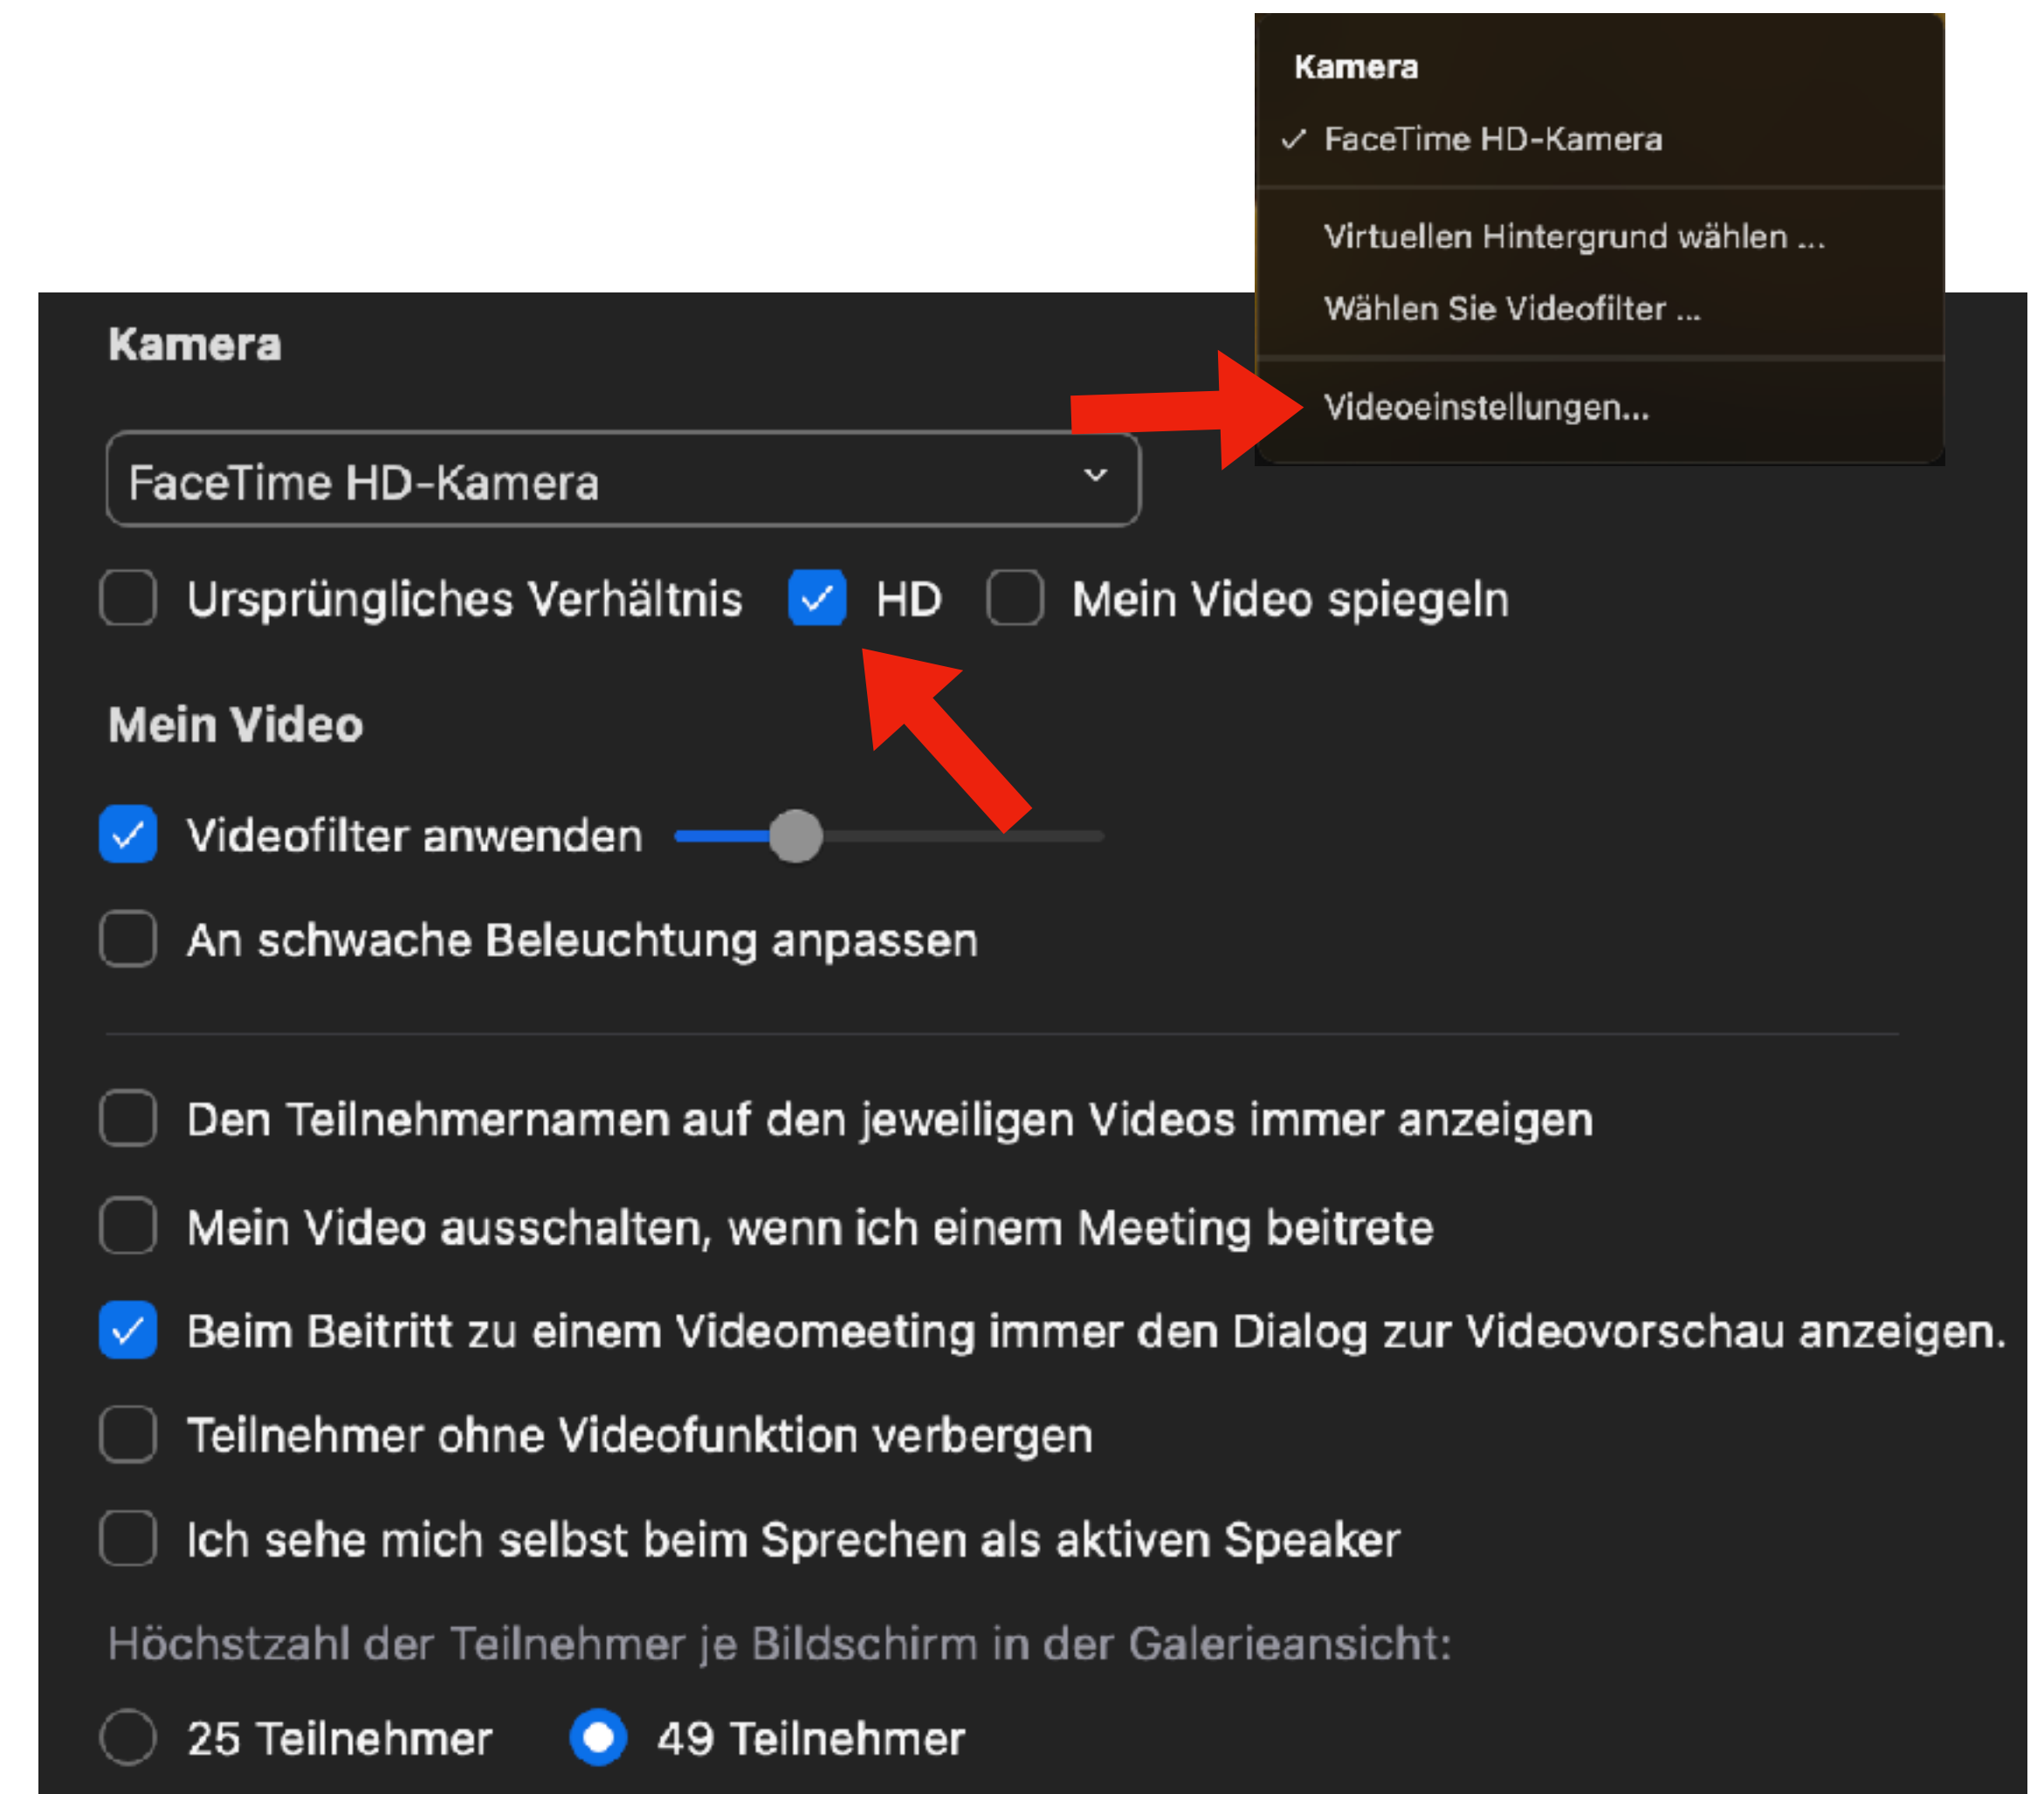 Kamera
FaceTime HD-Kamera
Virtuellen Hintergrund wählen ...
Wählen Sie Videofilter ...
Videoeinstellungen...
Kamera
FaceTime HD-Kamera
Ursprüngliches Verhältnis HD Mein Video spiegeln
Mein Video
Videofilter anwenden
An schwache Beleuchtung anpassen
Den Teilnehmernamen auf den jeweiligen Videos immer anzeigen
Mein Video ausschalten, wenn ich einem Meeting beitrete
Beim Beitritt zu einem Videomeeting immer den Dialog zur Videovorschau anzeigen.
Teilnehmer ohne Videofunktion verbergen
Ich sehe mich selbst beim Sprechen als aktiven Speaker
Höchstzahl der Teilnehmer je Bildschirm in der Galerieansicht:
25 Teilnehmer 49 Teilnehmer